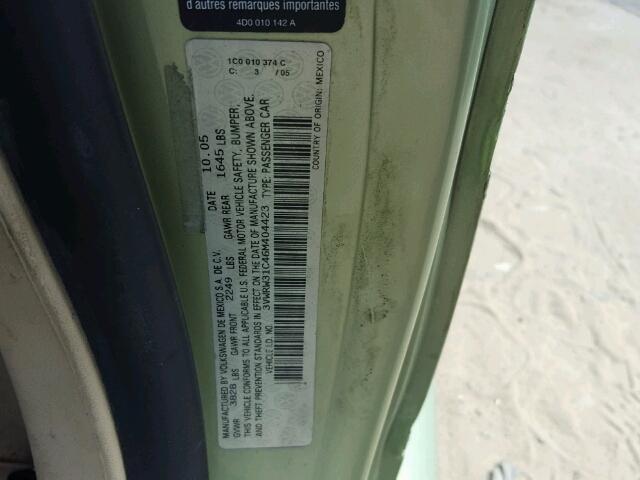 d'autres remarques importantes
4D0 010 142 A
1C0 010 374 C
C: 3 /05
MANUFACTURED BY VOLKSWAGEN DE MEXICO S.A. DE C.V. DATE 10.05
GVWR 3828 LBS GAWR FRONT 2249 LBS GAWR REAR 1645 LBS
THIS VEHICLE CONFORMS TO ALL APPLICABLE U.S. FEDERAL MOTOR VEHICLE SAFETY, BUMPER,
AND THEFT PREVENTION STANDARDS IN EFFECT ON THE DATE OF MANUFACTURE SHOWN ABOVE.
VEHICLE I.D. NO. 3VWRW31C46M404423 TYPE: PASSENGER CAR
COUNTRY OF ORIGIN: MEXICO